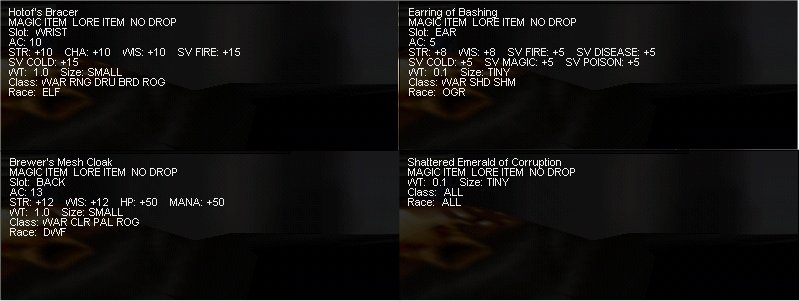 Hotof's Bracer
MAGIC ITEM LORE ITEM NO DROP
Slot: WRIST
AC: 10
STR: +10 CHA: +10 WIS: +10 SV FIRE: +15
SV COLD: +15
WT: 1.0 Size: SMALL
Class: WAR RNG DRU BRD ROG
Race: ELF
Earring of Bashing
MAGIC ITEM LORE ITEM NO DROP
Slot: EAR
AC: 5
STR: +8 WIS: +8 SV FIRE: +5 SV DISEASE: +5
SV COLD: +5 SV MAGIC: +5 SV POISON: +5
WT: 0.1 Size: TINY
Class: WAR SHD SHM
Race: OGR
Brewer's Mesh Cloak
MAGIC ITEM LORE ITEM NO DROP
Slot: BACK
AC: 13
STR: +12 WIS: +12 HP: +50 MANA: +50
WT: 1.0 Size: SMALL
Class: WAR CLR PAL ROG
Race: DWF
Shattered Emerald of Corruption
MAGIC ITEM LORE ITEM NO DROP
WT: 0.1 Size: TINY
Class: ALL
Race: ALL